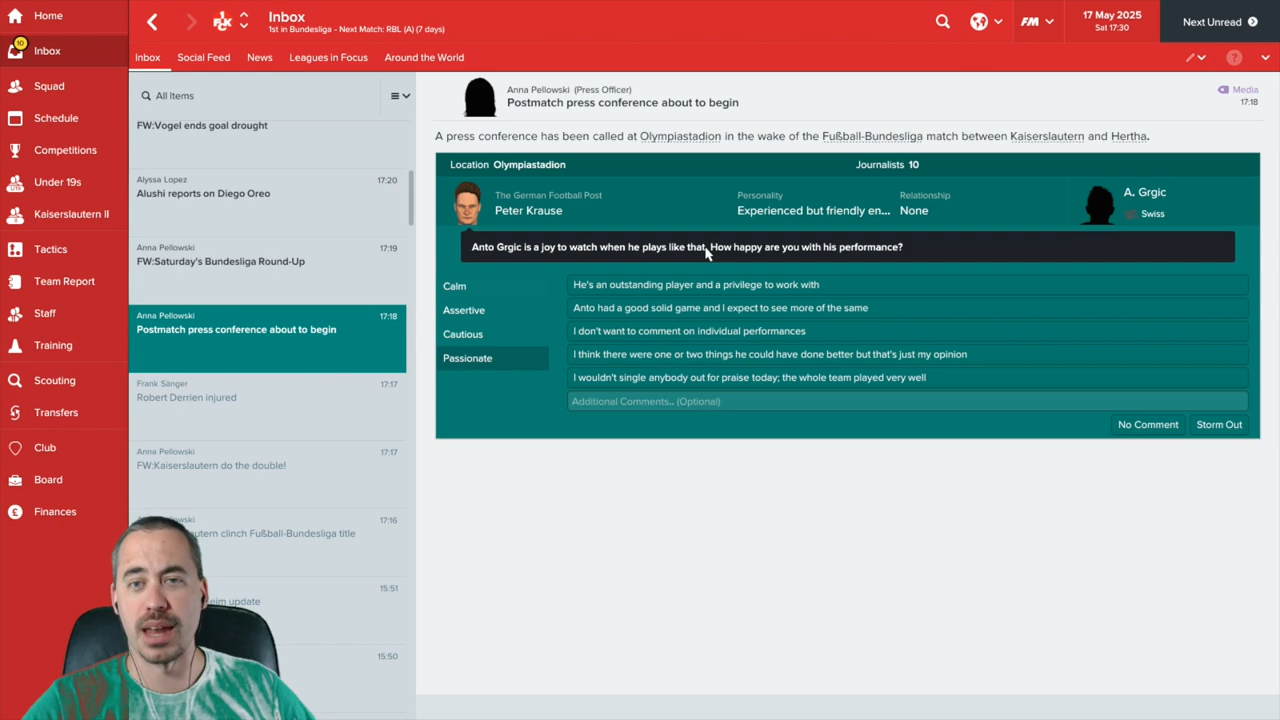 Home
10
Inbox
Squad
Schedule
Competitions
Under 19s
Kaiserslautern II
Tactics
Team Report
Staff
Training
Scouting
Transfers
Club
Board
Finances
Inbox
1st in Bundesliga - Next Match: RBL (A) (7 days)
FM
17 May 2025
Sat 17:30
Next Unread
Inbox
Social Feed
News
Leagues in Focus
Around the World
All Items
FW:Vogel ends goal drought
Alyssa Lopez
17:20
Alushi reports on Diego Oreo
Anna Pellowski
17:19
FW:Saturday's Bundesliga Round-Up
Anna Pellowski
17:18
Postmatch press conference about to begin
Frank Sänger
17:17
Robert Derrien injured
Anna Pellowski
17:17
FW:Kaiserslautern do the double!
17:16
utern clinch Fußball-Bundesliga title
15:51
eim update
15:50
Anna Pellowski (Press Officer)
Postmatch press conference about to begin
Media
17:18
A press conference has been called at Olympiastadion in the wake of the Fußball-Bundesliga match between Kaiserslautern and Hertha.
Location Olympiastadion
Journalists 10
The German Football Post
Peter Krause
Personality
Experienced but friendly en...
Relationship
None
A. Grgic
Swiss
Anto Grgic is a joy to watch when he plays like that. How happy are you with his performance?
Calm
Assertive
Cautious
Passionate
He's an outstanding player and a privilege to work with
Anto had a good solid game and I expect to see more of the same
I don't want to comment on individual performances
I think there were one or two things he could have done better but that's just my opinion
I wouldn't single anybody out for praise today; the whole team played very well
Additional Comments.. (Optional)
No Comment
Storm Out